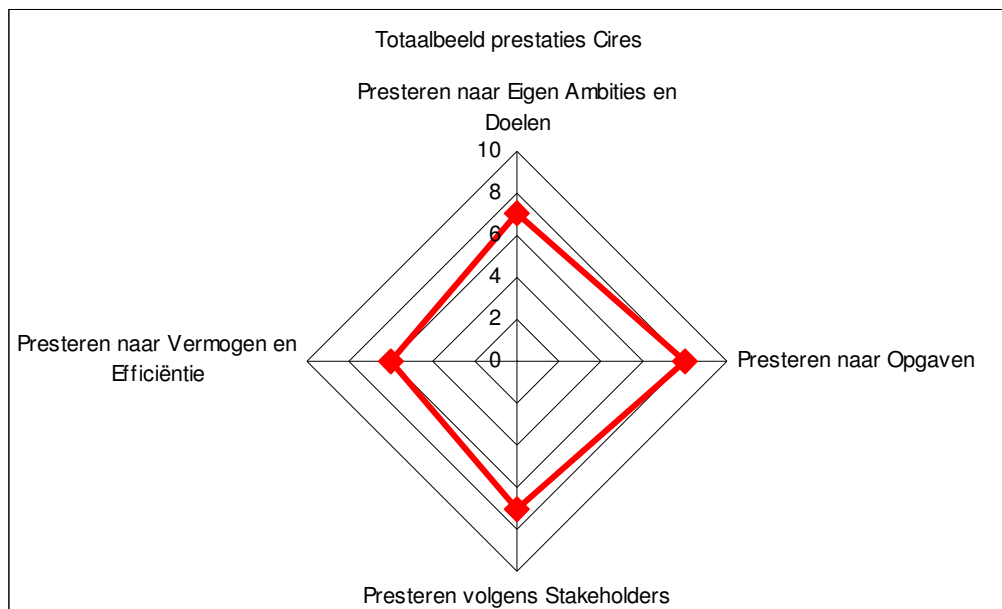 Totaalbeeld prestaties Cires
Presteren naar Eigen Ambities en
Doelen
10
8
6
4
2
0
Presteren naar Vermogen en
Efficiëntie
Presteren naar Opgaven
Presteren volgens Stakeholders